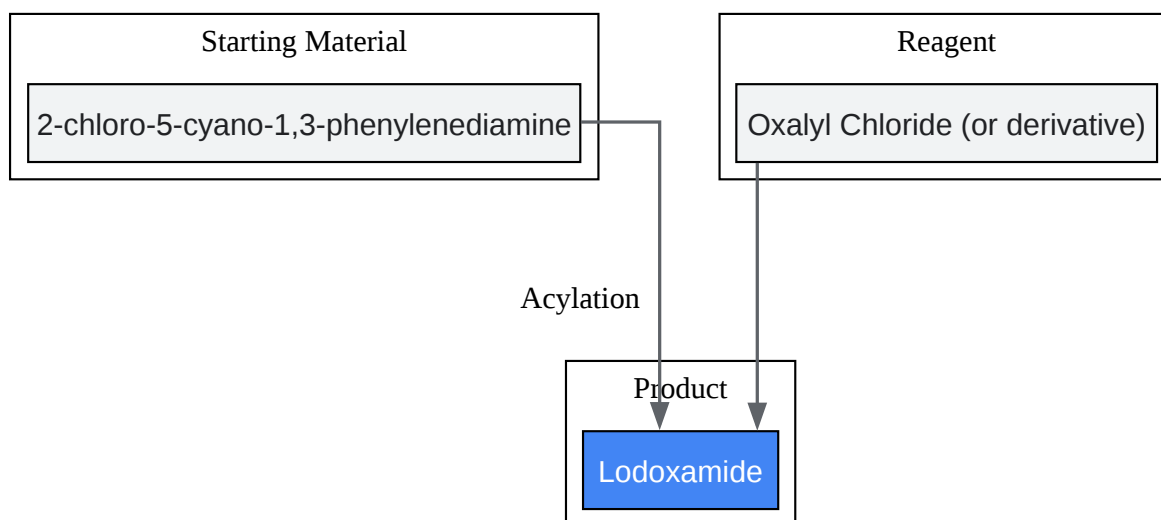 Starting Material
Reagent
2-chloro-5-cyano-1,3-phenylenediamine
Oxalyl Chloride (or derivative)
Acylation
Product
Lodoxamide